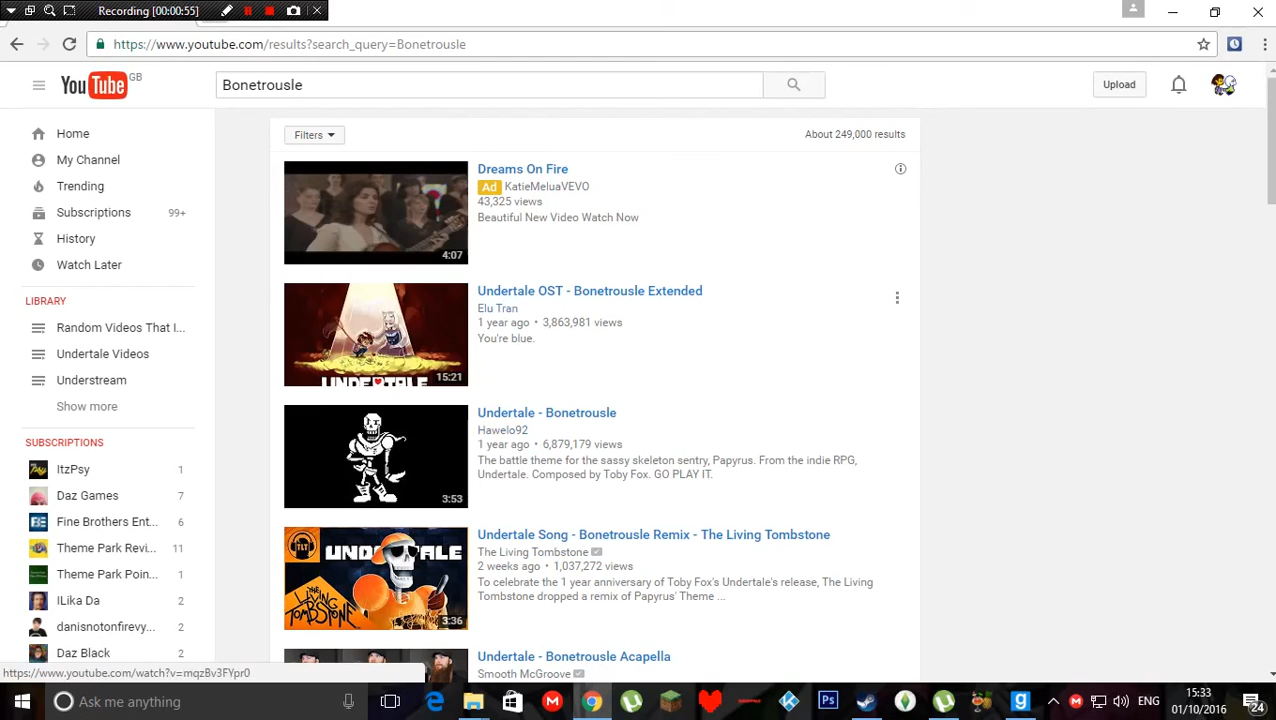 Recording [00:00:55]
https://www.youtube.com/results?search_query=Bonetrousle
YouTube GB
Bonetrousle
Upload
Home
My Channel
Trending
Subscriptions 99+
History
Watch Later
LIBRARY
Random Videos That I...
Undertale Videos
Understream
Show more
SUBSCRIPTIONS
ItzPsy 1
Daz Games 7
Fine Brothers Ent... 6
Theme Park Revi... 11
Theme Park Poin... 1
ILika Da 2
danisnotonfirevy... 2
Daz Black 2
Filters
About 249,000 results
4:07
Dreams On Fire
Ad KatieMeluaVEVO
43,325 views
Beautiful New Video Watch Now
UNDERTALE
15:21
Undertale OST - Bonetrousle Extended
Elu Tran
1 year ago • 3,863,981 views
You're blue.
3:53
Undertale - Bonetrousle
Hawelo92
1 year ago • 6,879,179 views
The battle theme for the sassy skeleton sentry, Papyrus. From the indie RPG,
Undertale. Composed by Toby Fox. GO PLAY IT.
TLT
UNDERTALE
THE
LIVING
TOMBSTONE
3:36
Undertale Song - Bonetrousle Remix - The Living Tombstone
The Living Tombstone
2 weeks ago • 1,037,272 views
To celebrate the 1 year anniversary of Toby Fox's Undertale's release, The Living
Tombstone dropped a remix of Papyrus' Theme ...
Undertale - Bonetrousle Acapella
Smooth McGroove
https://www.youtube.com/watch?v=mqzBv3FYpr0
Ask me anything
ENG
15:33
01/10/2016
24